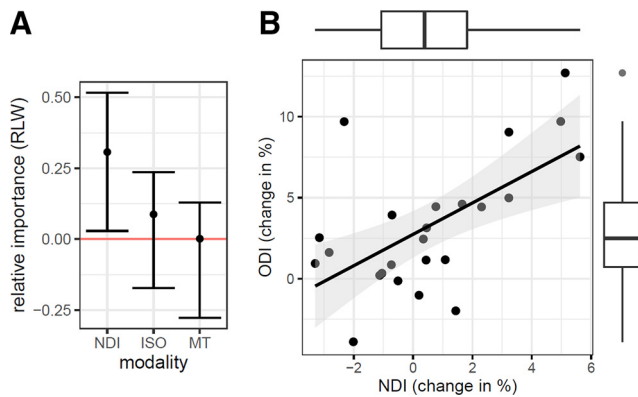 A
relative importance (RLW)
0.50
0.25
0.00
−0.25
NDI ISO MT
modality
B
ODI (change in %)
10
5
0
−2 0 2 4 6
NDI (change in %)